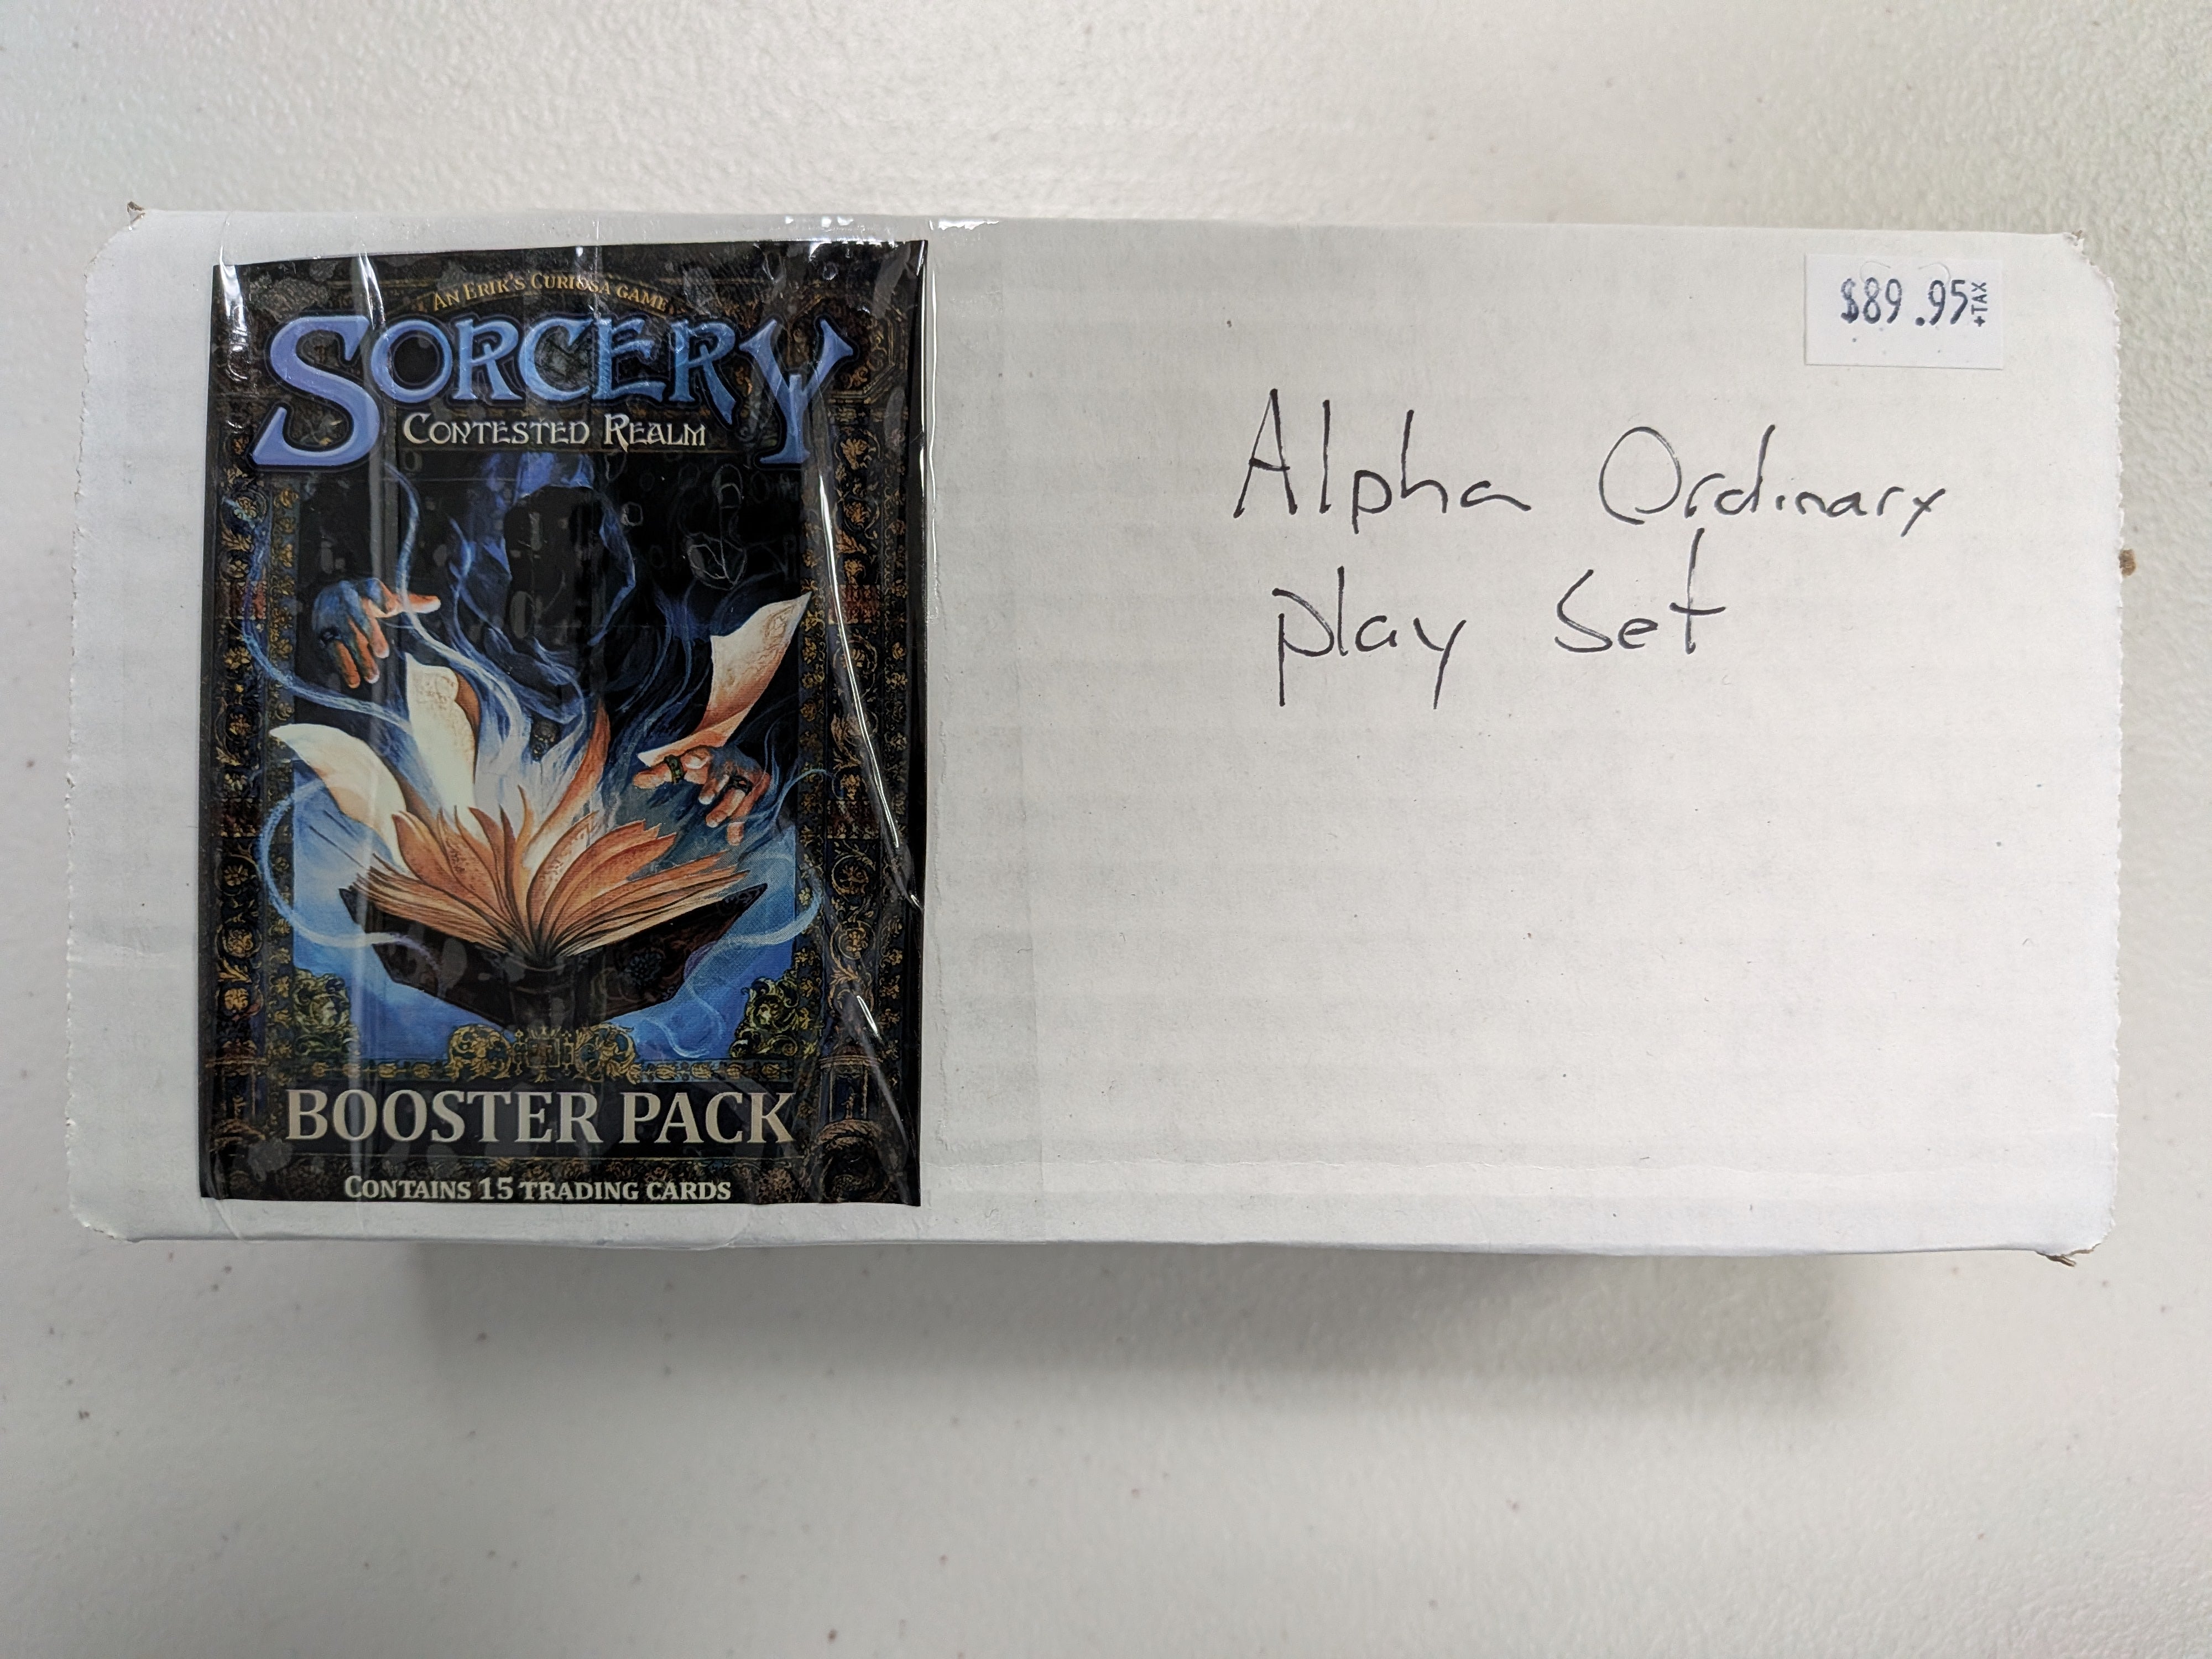 AN ERIK'S CURIOSA GAME
SORCERY
CONTESTED REALM
BOOSTER PACK
CONTAINS 15 TRADING CARDS
$89.95 +TAX
Alpha Ordinary
Play Set